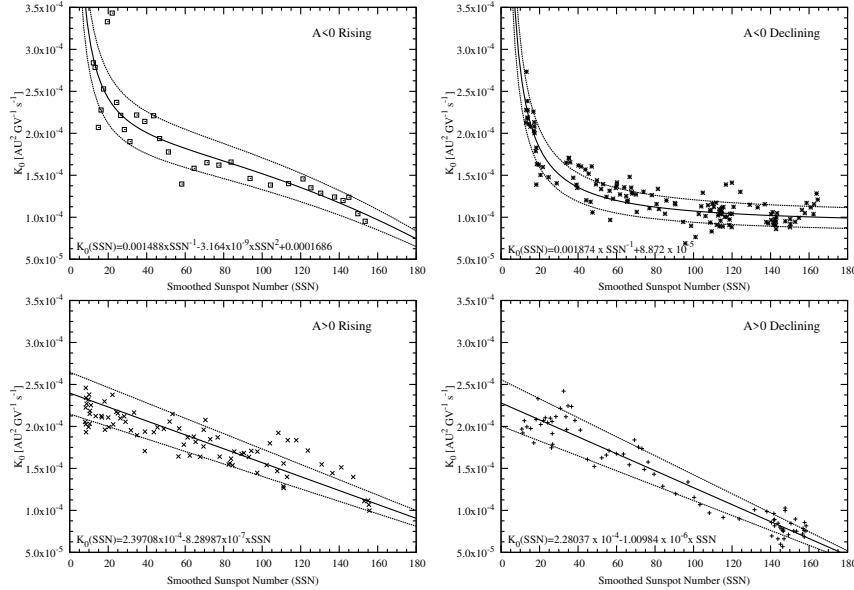 A<0 Rising
K0 [AU2 GV-1 s-1]
3.5x10-4
3.0x10-4
2.5x10-4
2.0x10-4
1.5x10-4
1.0x10-4
5.0x10-5
K0(SSN)=0.001488xSSN-1-3.164x10-9xSSN2+0.0001686
0 20 40 60 80 100 120 140 160 180
Smoothed Sunspot Number (SSN)
A<0 Declining
K0 [AU2 GV-1 s-1]
3.5x10-4
3.0x10-4
2.5x10-4
2.0x10-4
1.5x10-4
1.0x10-4
5.0x10-5
K0(SSN)=0.001874 x SSN-1+8.872 x 10-5
0 20 40 60 80 100 120 140 160 180
Smoothed Sunspot Number (SSN)
A>0 Rising
K0 [AU2 GV-1 s-1]
3.5x10-4
3.0x10-4
2.5x10-4
2.0x10-4
1.5x10-4
1.0x10-4
5.0x10-5
K0(SSN)=2.39708x10-4-8.28987x10-7xSSN
0 20 40 60 80 100 120 140 160 180
Smoothed Sunspot Number (SSN)
A>0 Declining
K0 [AU2 GV-1 s-1]
3.5x10-4
3.0x10-4
2.5x10-4
2.0x10-4
1.5x10-4
1.0x10-4
5.0x10-5
K0(SSN)=2.28037 x 10-4-1.00984 x 10-6x SSN
0 20 40 60 80 100 120 140 160 180
Smoothed Sunspot Number (SSN)